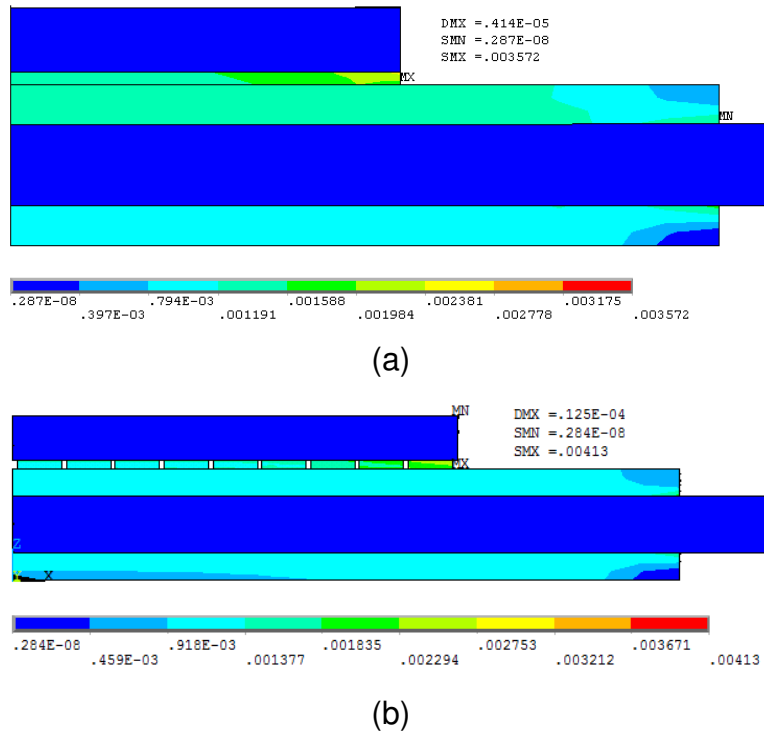 DMX =.414E-05
SMN =.287E-08
SMX =.003572
MX
MN
.287E-08 .794E-03 .001588 .002381 .003175
.397E-03 .001191 .001984 .002778 .003572
(a)
MN
DMX =.125E-04
SMN =.284E-08
SMX =.00413
MX
Z
X
.284E-08 .918E-03 .001835 .002753 .003671
.459E-03 .001377 .002294 .003212 .00413
(b)